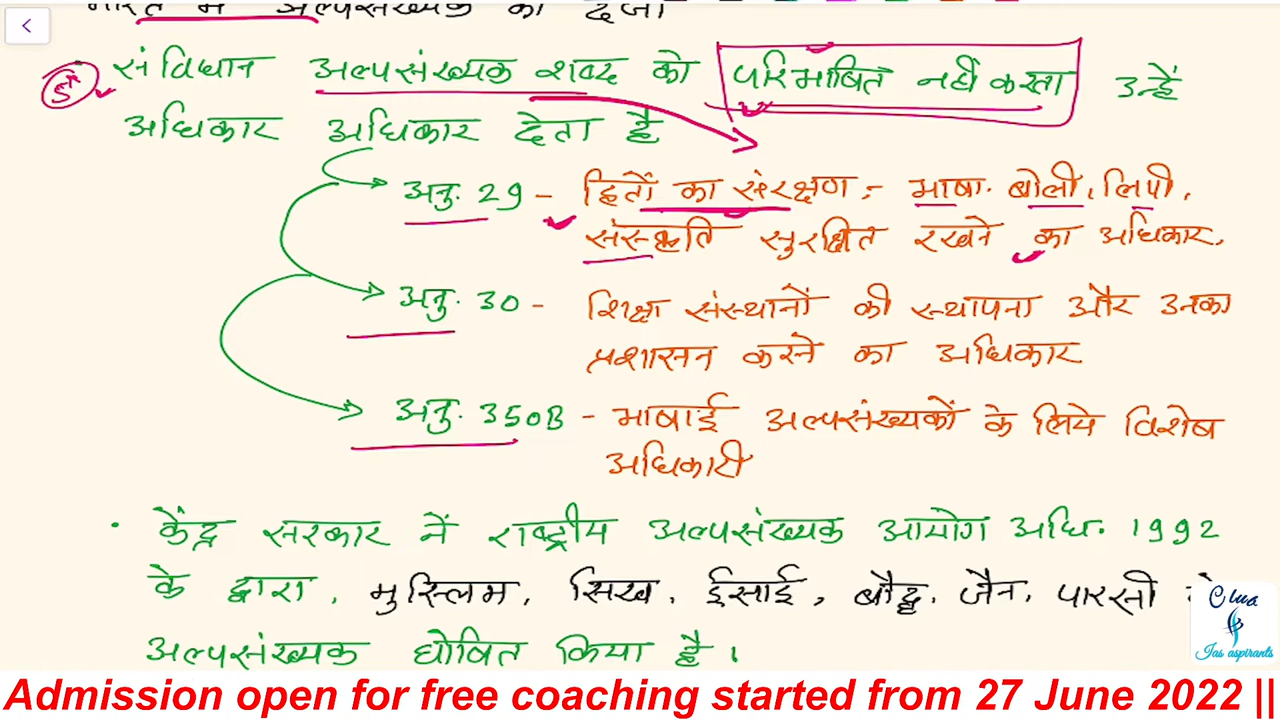 भारत में अल्पसंख्यक का दर्जा
संविधान अल्पसंख्यक शब्द को परिभाषित नहीं करता उन्हें
अधिकार अधिकार देता है
अनु. 29 - हितों का संरक्षण :- भाषा. बोली, लिपी,
संस्कृति सुरक्षित रखने का अधिकार.
अनु. 30 - शिक्षा संस्थानों की स्थापना और उनका
प्रशासन करने का अधिकार
अनु. 350B - भाषाई अल्पसंख्यकों के लिये विशेष
अधिकारी
केंद्र सरकार ने राष्ट्रीय अल्पसंख्यक आयोग अधि. 1992
के द्वारा, मुस्लिम, सिख, ईसाई, बौद्ध, जैन, पारसी
अल्पसंख्यक घोषित किया है।
Ias aspirants
Admission open for free coaching started from 27 June 2022 ||